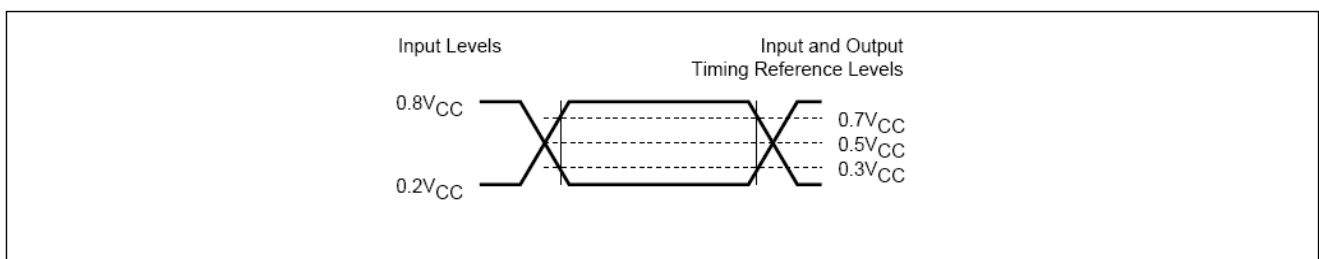 Input Levels
Input and Output
Timing Reference Levels
0.8VCC
0.7VCC
0.5VCC
0.3VCC
0.2VCC